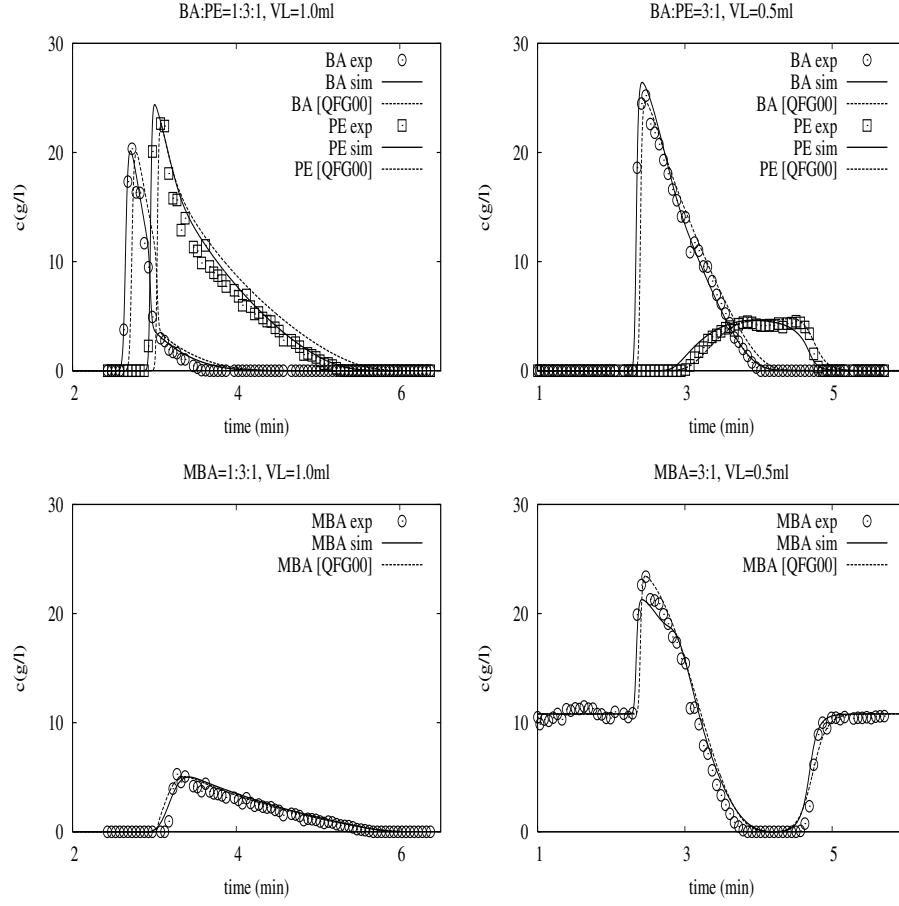 BA:PE=1:3:1, VL=1.0ml
30
20
10
0
c(g/l)
2
4
6
time (min)
BA exp
BA sim
BA [QFG00]
PE exp
PE sim
PE [QFG00]
BA:PE=3:1, VL=0.5ml
30
20
10
0
c(g/l)
1
3
5
time (min)
BA exp
BA sim
BA [QFG00]
PE exp
PE sim
PE [QFG00]
MBA=1:3:1, VL=1.0ml
30
20
10
0
c(g/l)
2
4
6
time (min)
MBA exp
MBA sim
MBA [QFG00]
MBA=3:1, VL=0.5ml
30
20
10
0
c(g/l)
1
3
5
time (min)
MBA exp
MBA sim
MBA [QFG00]